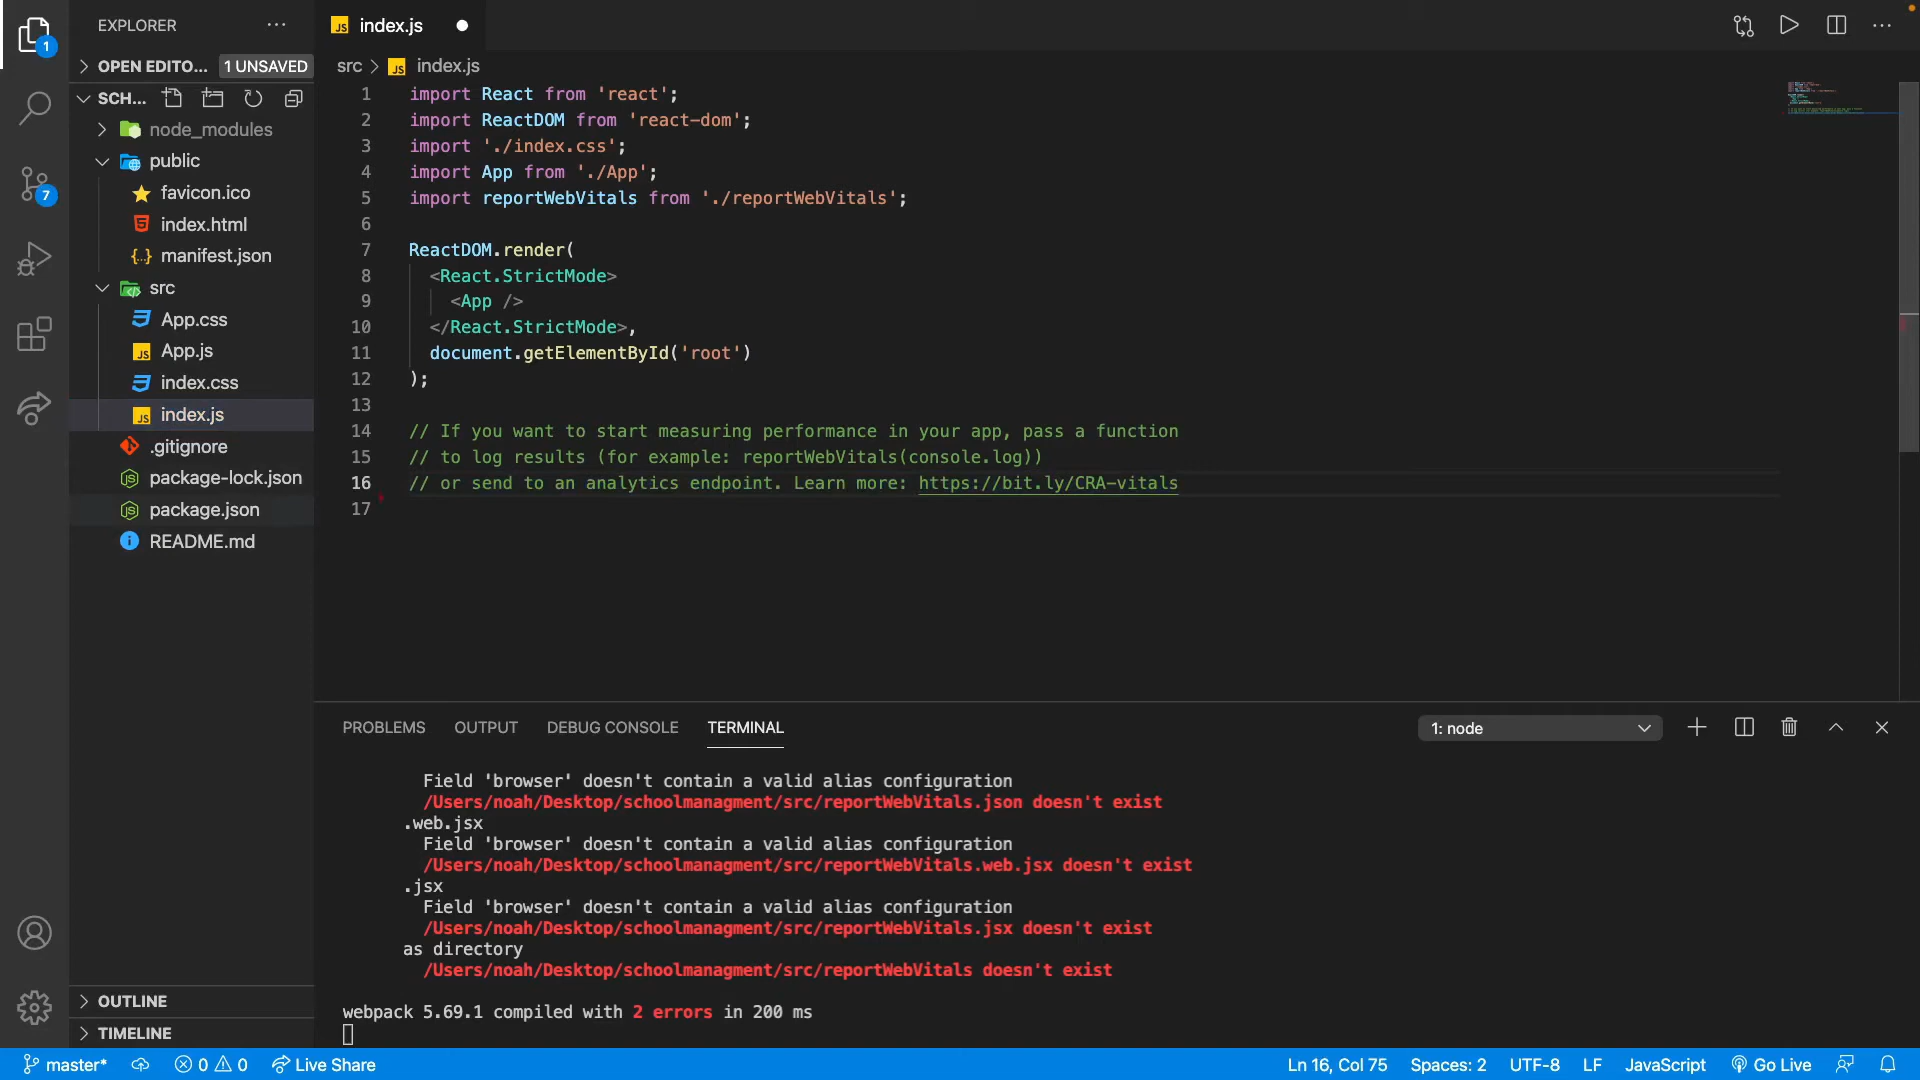 EXPLORER
OPEN EDITO... 1 UNSAVED
SCH...
node_modules
public
favicon.ico
index.html
manifest.json
src
App.css
App.js
index.css
index.js
.gitignore
package-lock.json
package.json
README.md
OUTLINE
TIMELINE
1
7
JS index.js
src > JS index.js
1 import React from 'react';
2 import ReactDOM from 'react-dom';
3 import './index.css';
4 import App from './App';
5 import reportWebVitals from './reportWebVitals';
6
7 ReactDOM.render(
8 <React.StrictMode>
9 <App />
10 </React.StrictMode>,
11 document.getElementById('root')
12 );
13
14 // If you want to start measuring performance in your app, pass a function
15 // to log results (for example: reportWebVitals(console.log))
16 // or send to an analytics endpoint. Learn more: https://bit.ly/CRA-vitals
17
PROBLEMS OUTPUT DEBUG CONSOLE TERMINAL 1: node
Field 'browser' doesn't contain a valid alias configuration
/Users/noah/Desktop/schoolmanagment/src/reportWebVitals.json doesn't exist
.web.jsx
Field 'browser' doesn't contain a valid alias configuration
/Users/noah/Desktop/schoolmanagment/src/reportWebVitals.web.jsx doesn't exist
.jsx
Field 'browser' doesn't contain a valid alias configuration
/Users/noah/Desktop/schoolmanagment/src/reportWebVitals.jsx doesn't exist
as directory
/Users/noah/Desktop/schoolmanagment/src/reportWebVitals doesn't exist
webpack 5.69.1 compiled with 2 errors in 200 ms
master* 0 0 Live Share Ln 16, Col 75 Spaces: 2 UTF-8 LF JavaScript Go Live